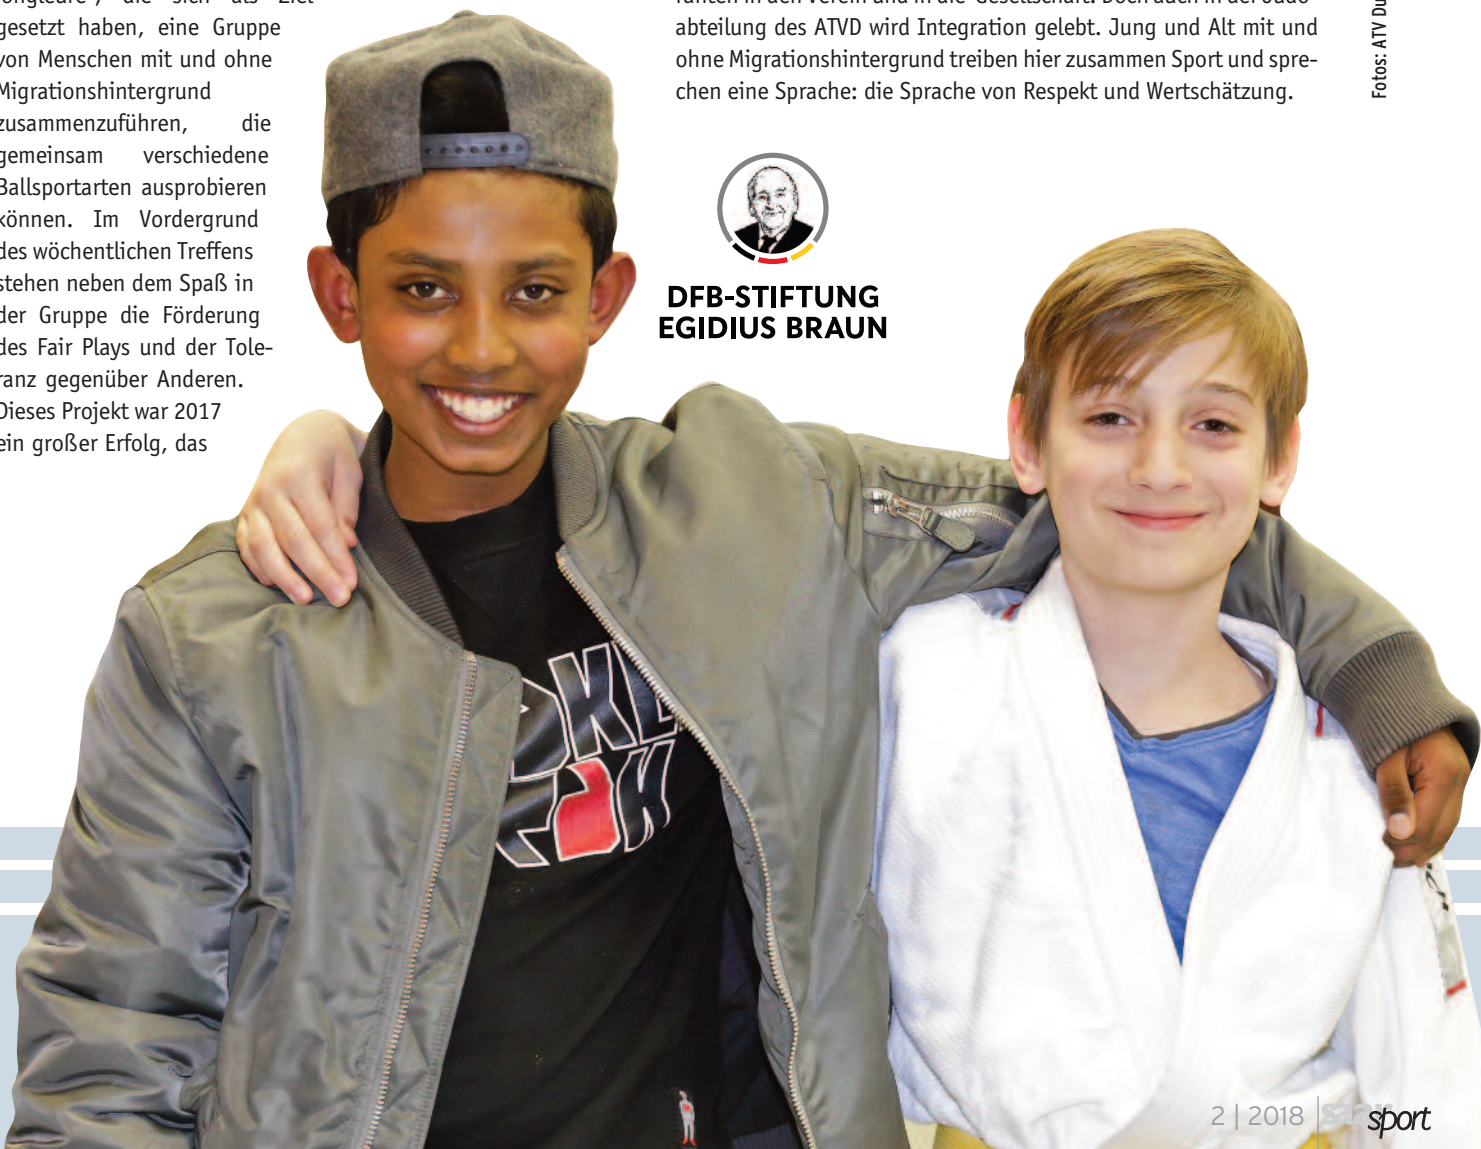 gesetzt haben, eine Gruppe
von Menschen mit und ohne
Migrationshintergrund
zusammenzuführen, die
gemeinsam verschiedene
Ballsportarten ausprobieren
können. Im Vordergrund
des wöchentlichen Treffens
stehen neben dem Spaß in
der Gruppe die Förderung
des Fair Plays und der Tole-
ranz gegenüber Anderen.
Dieses Projekt war 2017
ein großer Erfolg, das
abteilung des ATVD wird Integration gelebt. Jung und Alt mit und
ohne Migrationshintergrund treiben hier zusammen Sport und spre-
chen eine Sprache: die Sprache von Respekt und Wertschätzung.
Fotos: ATV Du
DFB-STIFTUNG
EGIDIUS BRAUN
2 | 2018 saarsport